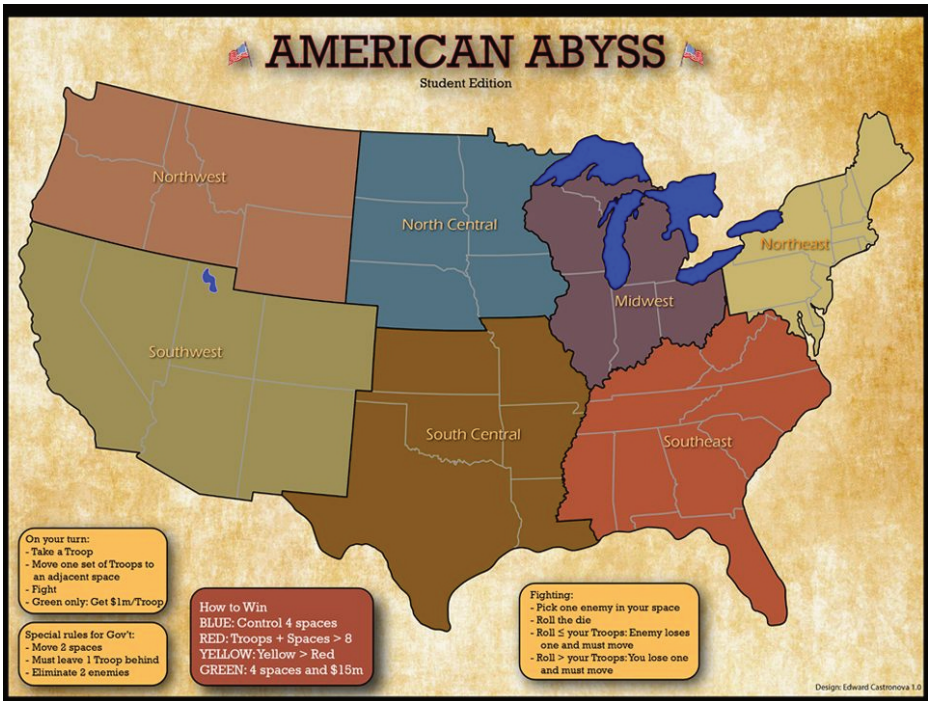 AMERICAN ABYSS
Student Edition
Northwest
North Central
Northeast
Midwest
Southwest
South Central
Southeast
On your turn:
- Take a Troop
- Move one set of Troops to
an adjacent space
- Fight
- Green only: Get $1m/Troop
Special rules for Gov't:
- Move 2 spaces
- Must leave 1 Troop behind
- Eliminate 2 enemies
How to Win
BLUE: Control 4 spaces
RED: Troops + Spaces > 8
YELLOW: Yellow > Red
GREEN: 4 spaces and $15m
Fighting:
- Pick one enemy in your space
- Roll the die
- Roll ≤ your Troops: Enemy loses
one and must move
- Roll > your Troops: You lose one
and must move
Design: Edward Castronova 1.0